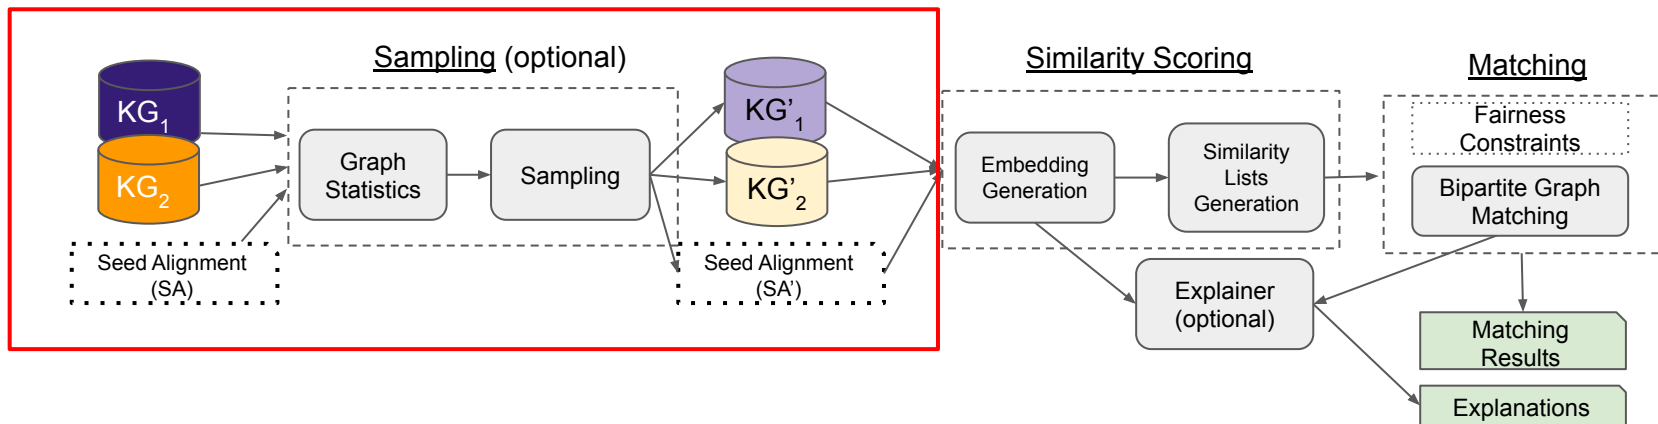 Sampling (optional)
KG1
KG2
Seed Alignment
(SA)
Graph
Statistics
Sampling
KG’1
KG’2
Seed Alignment
(SA’)
Similarity Scoring
Embedding
Generation
Similarity
Lists
Generation
Explainer
(optional)
Matching
Fairness
Constraints
Bipartite Graph
Matching
Matching
Results
Explanations